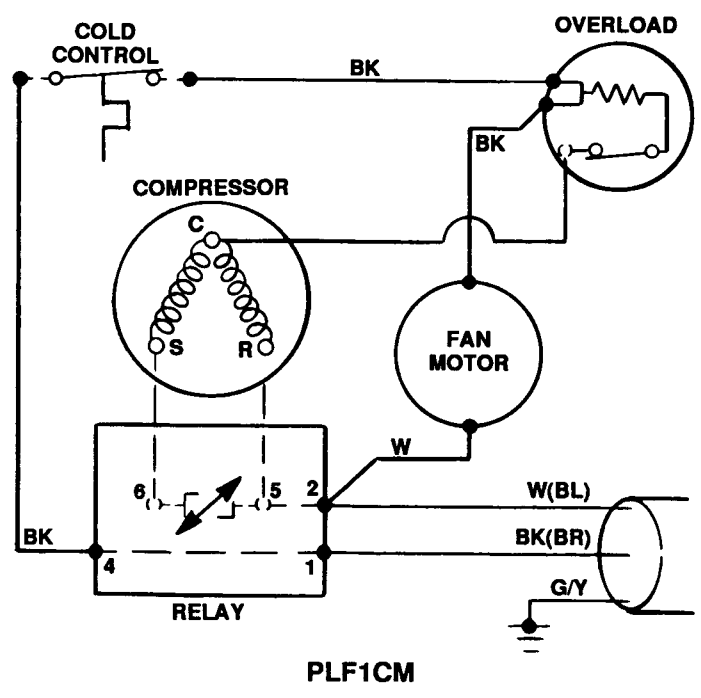 OVERLOAD
COLD
CONTROL
BK
BK
COMPRESSOR
C
S
R
FAN
MOTOR
W
6
5
2
W(BL)
BK
BK(BR)
4
1
G/Y
RELAY
PLF1CM